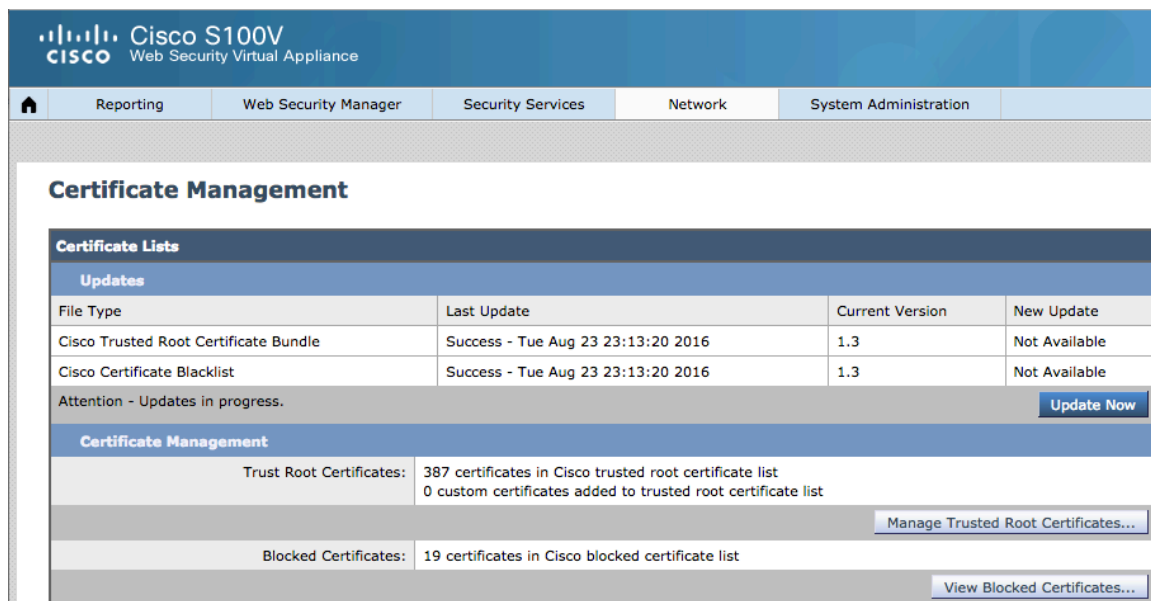 Cisco S100V
CISCO Web Security Virtual Appliance
Reporting Web Security Manager Security Services Network System Administration
Certificate Management
Certificate Lists
Updates
File Type Last Update Current Version New Update
Cisco Trusted Root Certificate Bundle Success - Tue Aug 23 23:13:20 2016 1.3 Not Available
Cisco Certificate Blacklist Success - Tue Aug 23 23:13:20 2016 1.3 Not Available
Attention - Updates in progress. Update Now
Certificate Management
Trust Root Certificates: 387 certificates in Cisco trusted root certificate list
0 custom certificates added to trusted root certificate list
Manage Trusted Root Certificates...
Blocked Certificates: 19 certificates in Cisco blocked certificate list
View Blocked Certificates...